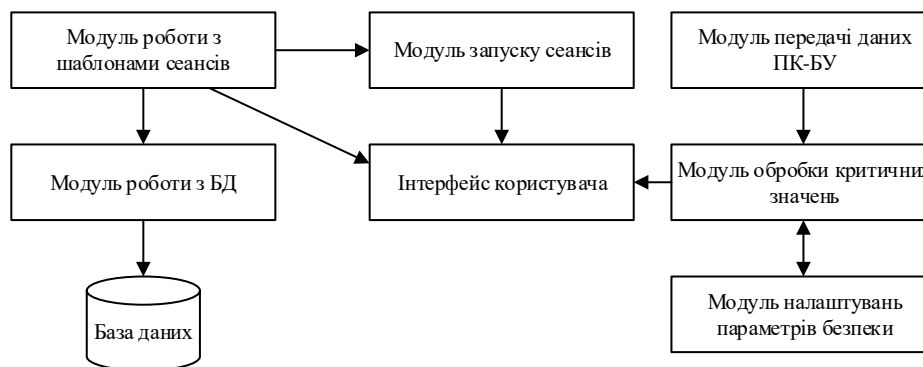 Модуль роботи з
шаблонами сеансів
Модуль запуску сеансів
Модуль передачі даних
ПК-БУ
Модуль роботи з БД
Інтерфейс користувача
Модуль обробки критичних
значень
База даних
Модуль налаштувань
параметрів безпеки